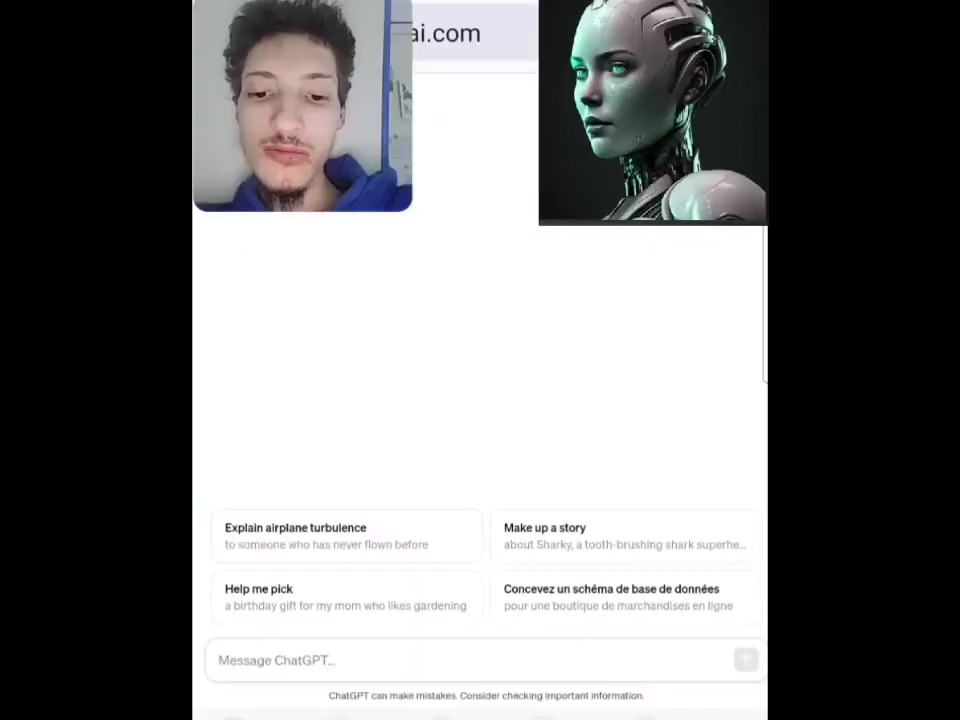 ai.com
Explain airplane turbulence
to someone who has never flown before
Make up a story
about Sharky, a tooth-brushing shark superhe...
Help me pick
a birthday gift for my mom who likes gardening
Concevez un schéma de base de données
pour une boutique de marchandises en ligne
Message ChatGPT...
ChatGPT can make mistakes. Consider checking important information.